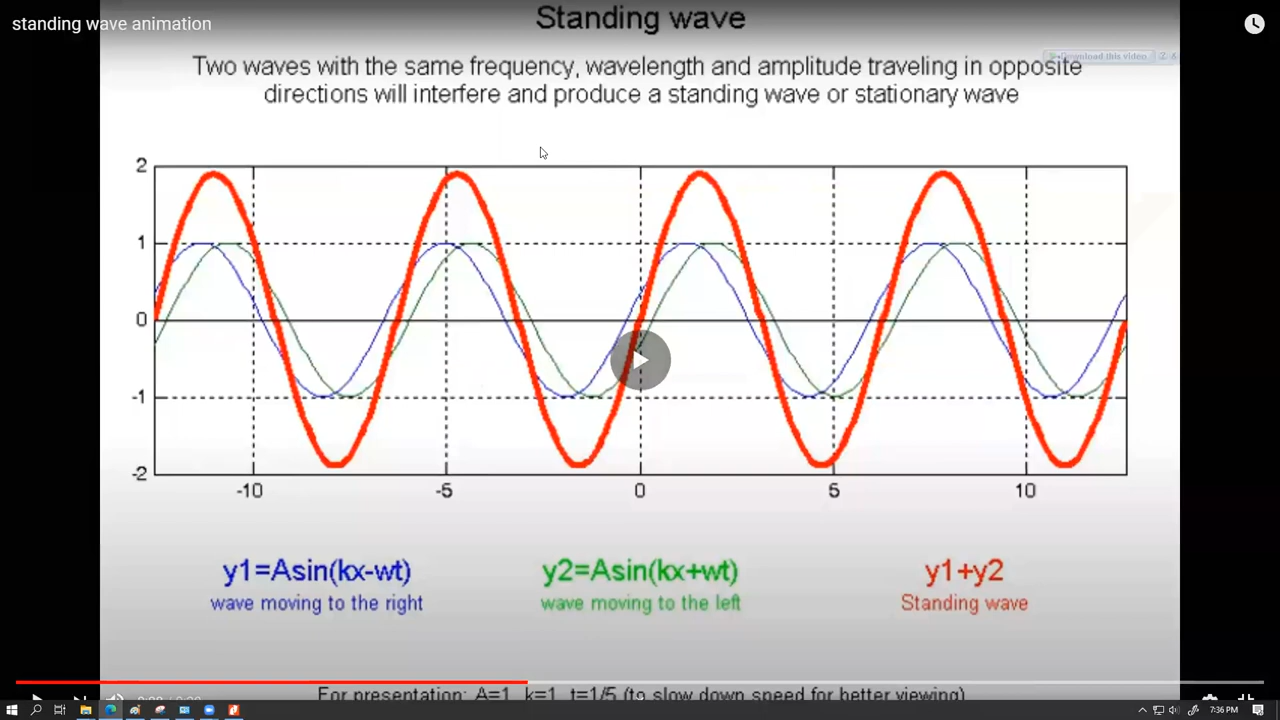 standing wave animation
Standing wave
Download this video
Two waves with the same frequency, wavelength and amplitude traveling in opposite
directions will interfere and produce a standing wave or stationary wave
2
1
0
-1
-2
-10 -5 0 5 10
y1=Asin(kx-wt) y2=Asin(kx+wt) y1+y2
wave moving to the right wave moving to the left Standing wave
For presentation: A=1, k=1, t=1/5 (to slow down speed for better viewing)
7:36 PM